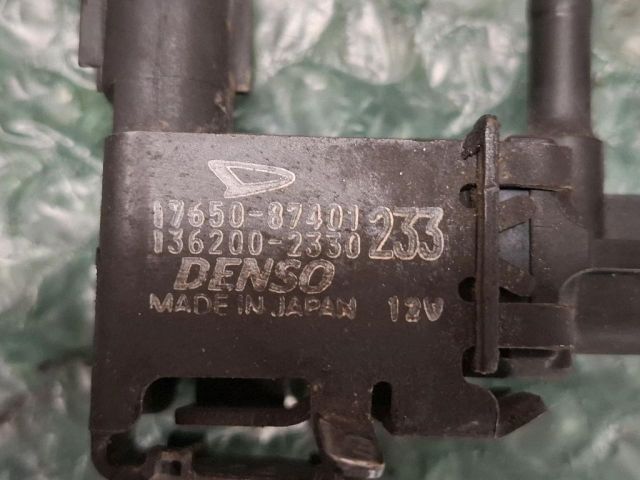 17650-87401
136200-2330 233
DENSO
MADE IN JAPAN 12V